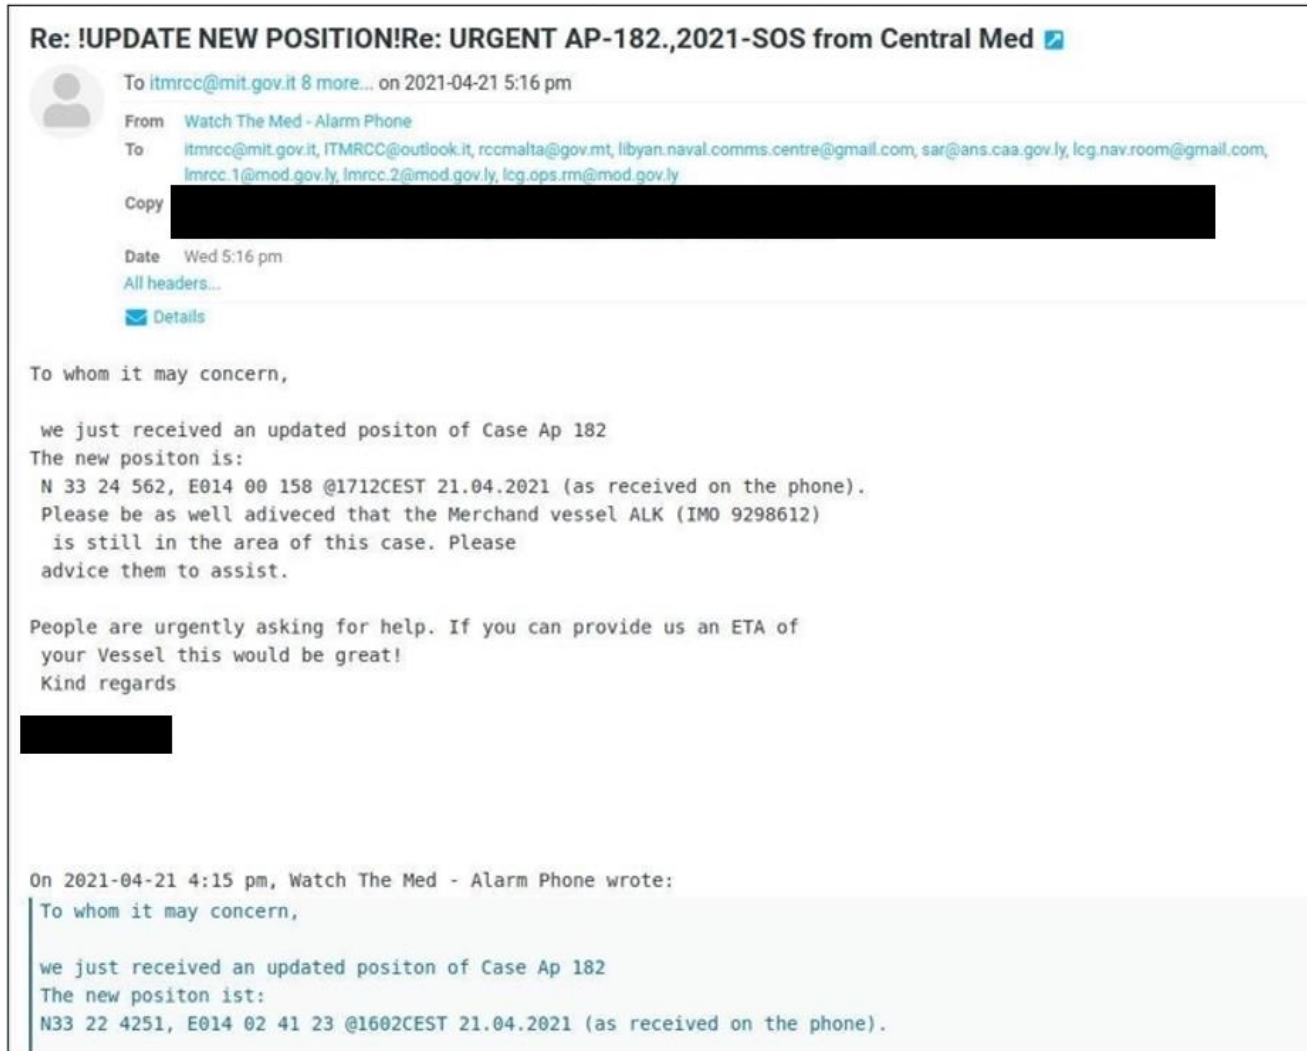 Re: !UPDATE NEW POSITION!Re: URGENT AP-182.,2021-SOS from Central Med
To itmrcc@mit.gov.it 8 more... on 2021-04-21 5:16 pm
From Watch The Med - Alarm Phone
To itmrcc@mit.gov.it, ITMRCC@outlook.it, rccmalta@gov.mt, libyan.naval.comms.centre@gmail.com, sar@ans.caa.gov.ly, lcg.nav.room@gmail.com,
lmrcc.1@mod.gov.ly, lmrcc.2@mod.gov.ly, lcg.ops.rm@mod.gov.ly
Copy
Date Wed 5:16 pm
All headers...
Details
To whom it may concern,
we just received an updated positon of Case Ap 182
The new positon is:
N 33 24 562, E014 00 158 @1712CEST 21.04.2021 (as received on the phone).
Please be as well adiveced that the Merchand vessel ALK (IMO 9298612)
is still in the area of this case. Please
advice them to assist.
People are urgently asking for help. If you can provide us an ETA of
your Vessel this would be great!
Kind regards
On 2021-04-21 4:15 pm, Watch The Med - Alarm Phone wrote:
To whom it may concern,
we just received an updated positon of Case Ap 182
The new positon ist:
N33 22 4251, E014 02 41 23 @1602CEST 21.04.2021 (as received on the phone).